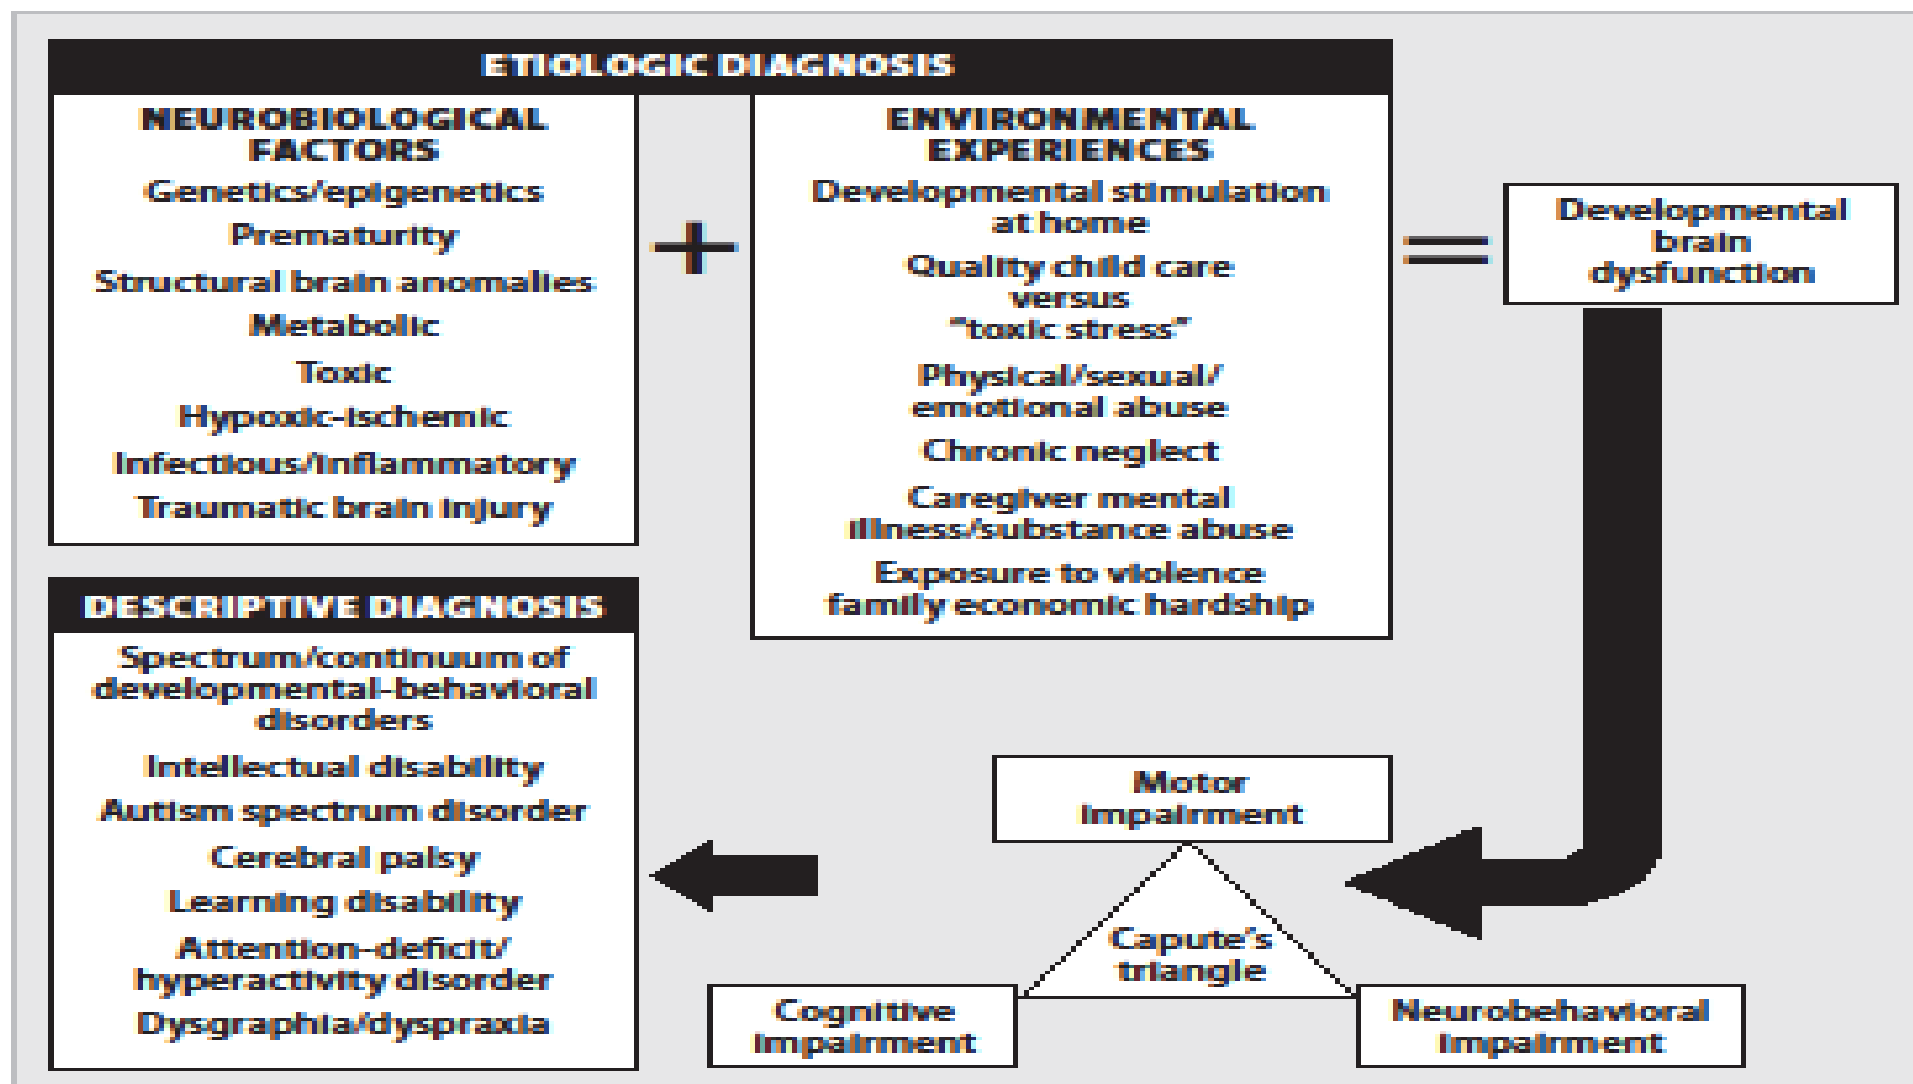 ETIOLOGIC DIAGNOSIS
NEUROBIOLOGICAL
FACTORS
Genetics/epigenetics
Prematurity
Structural brain anomalies
Metabolic
Toxic
Hypoxic-ischemic
Infectious/inflammatory
Traumatic brain injury
+
ENVIRONMENTAL
EXPERIENCES
Developmental stimulation
at home
Quality child care
versus
"toxic stress"
Physical/sexual/
emotional abuse
Chronic neglect
Caregiver mental
illness/substance abuse
Exposure to violence
family economic hardship
=
Developmental
brain
dysfunction
Motor
impairment
Capute's
triangle
Cognitive
impairment
Neurobehavioral
impairment
DESCRIPTIVE DIAGNOSIS
Spectrum/continuum of
developmental-behavioral
disorders
Intellectual disability
Autism spectrum disorder
Cerebral palsy
Learning disability
Attention-deficit/
hyperactivity disorder
Dysgraphia/dyspraxia